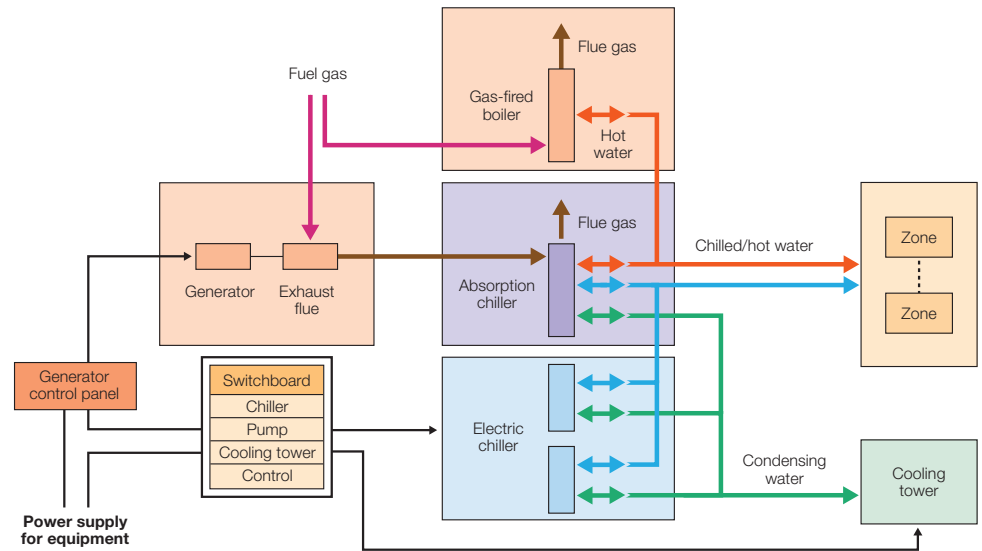 Flue gas
Fuel gas
Gas-fired
boiler
Hot
water
Flue gas
Chilled/hot water
Zone
Generator
Exhaust
flue
Absorption
chiller
Zone
Generator
control panel
Switchboard
Chiller
Pump
Cooling tower
Control
Electric
chiller
Condensing
water
Cooling
tower
Power supply
for equipment